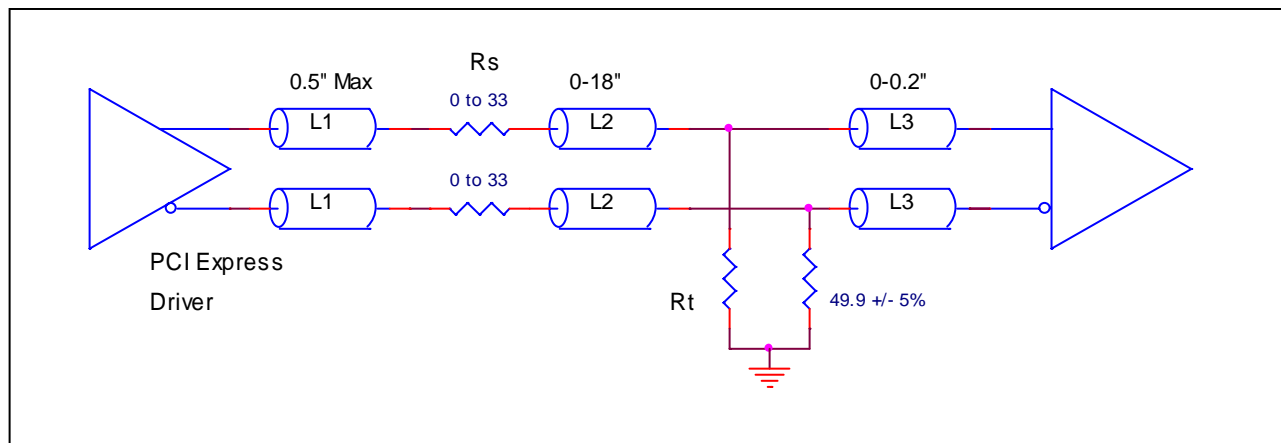 Rs
0.5" Max
0 to 33
0-18"
0-0.2"
L1
L2
L3
0 to 33
L1
L2
L3
PCI Express
Driver
Rt
49.9 +/- 5%